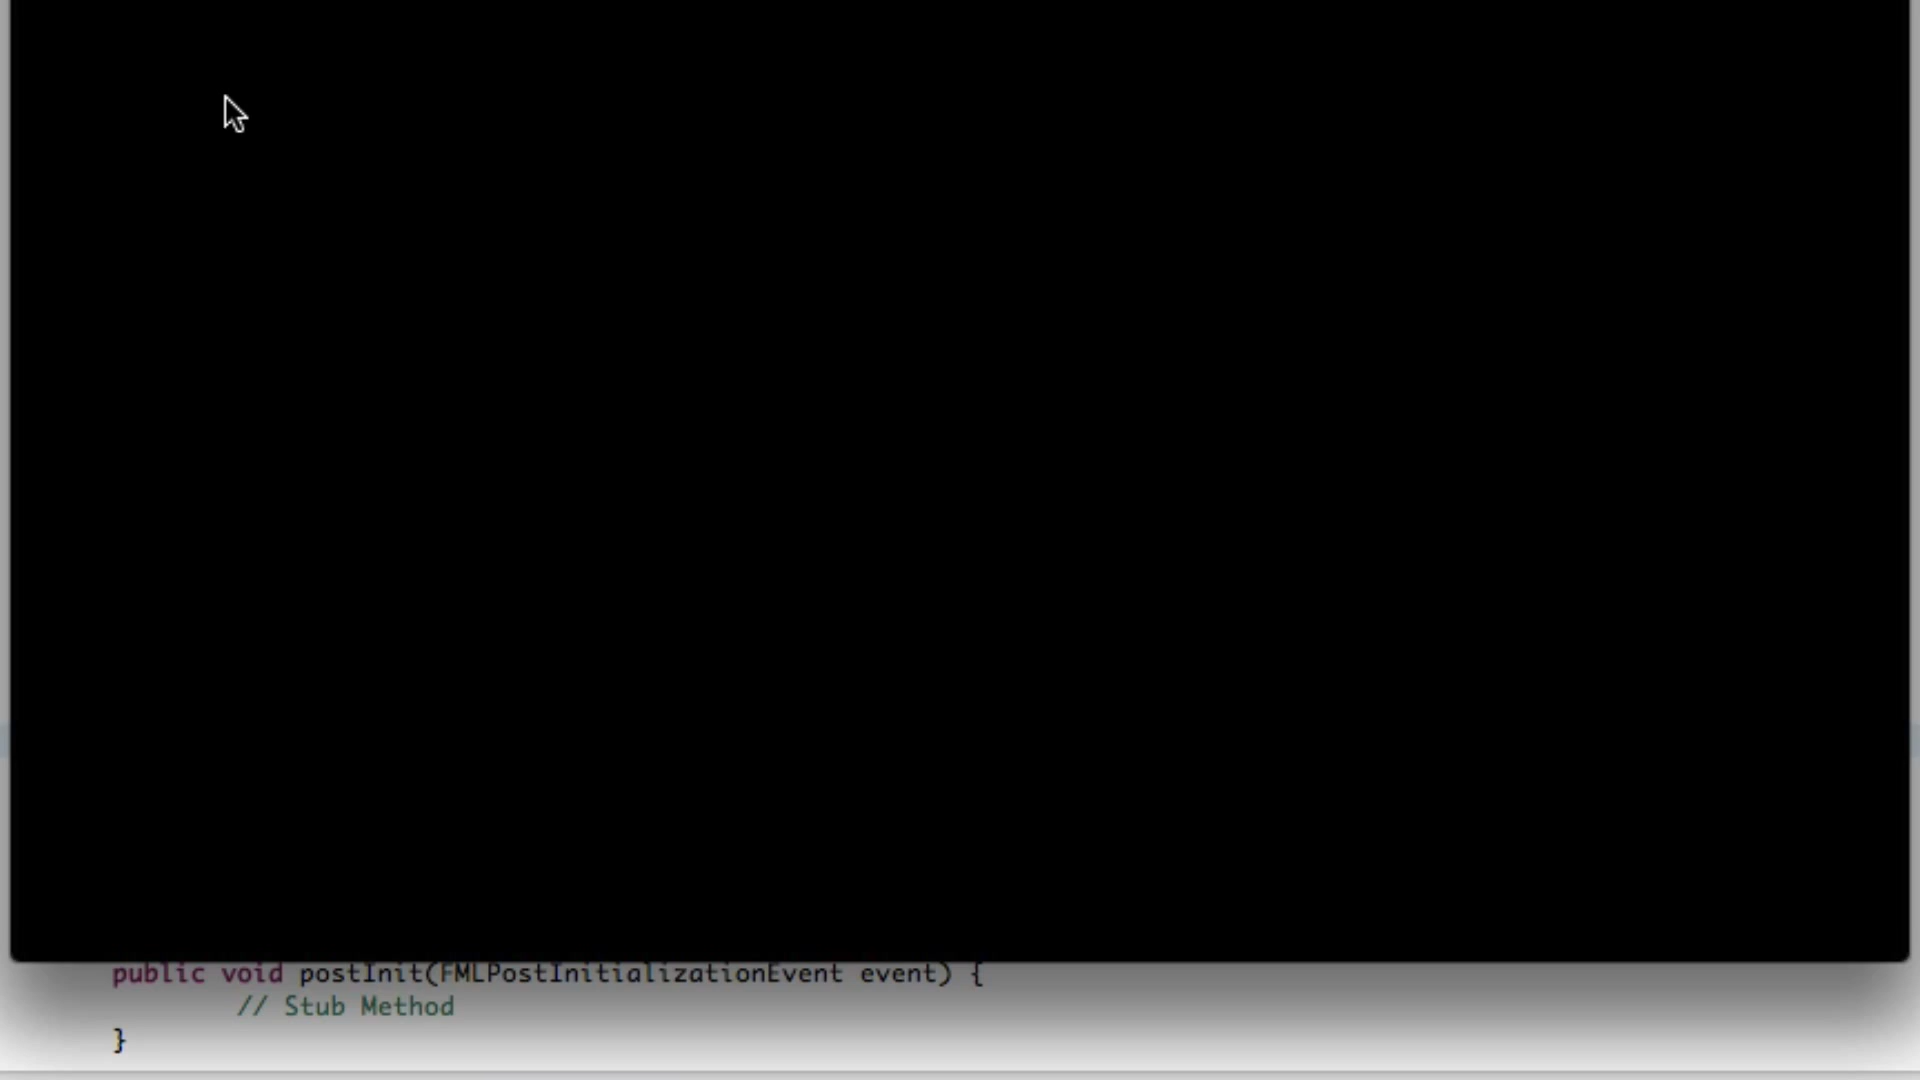 public void postInit(FMLPostInitializationEvent event) {
// Stub Method
}